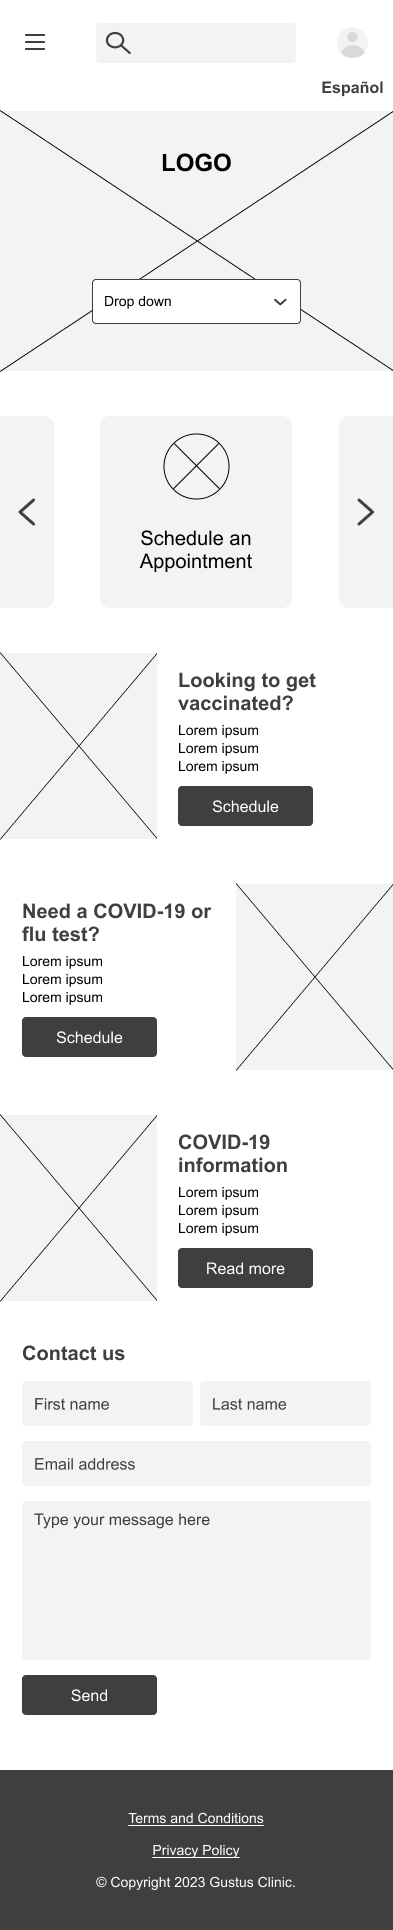 Español
LOGO
Drop down
Schedule an
Appointment
Looking to get
vaccinated?
Lorem ipsum
Lorem ipsum
Lorem ipsum
Schedule
Need a COVID-19 or
flu test?
Lorem ipsum
Lorem ipsum
Lorem ipsum
Schedule
COVID-19
information
Lorem ipsum
Lorem ipsum
Lorem ipsum
Read more
Contact us
First name
Last name
Email address
Type your message here
Send
Terms and Conditions
Privacy Policy
© Copyright 2023 Gustus Clinic.